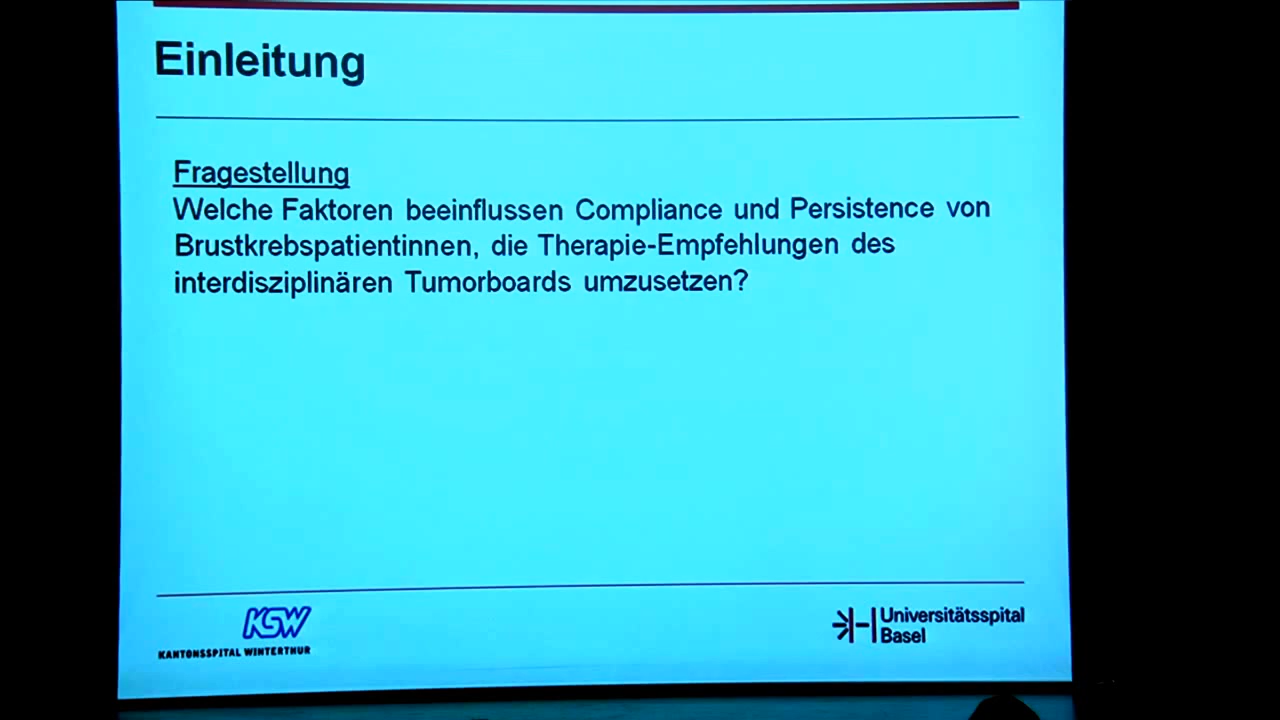 Einleitung
Fragestellung
Welche Faktoren beeinflussen Compliance und Persistence von
Brustkrebspatientinnen, die Therapie-Empfehlungen des
interdisziplinären Tumorboards umzusetzen?
KSW
KANTONSSPITAL WINTERTHUR
Universitätsspital
Basel